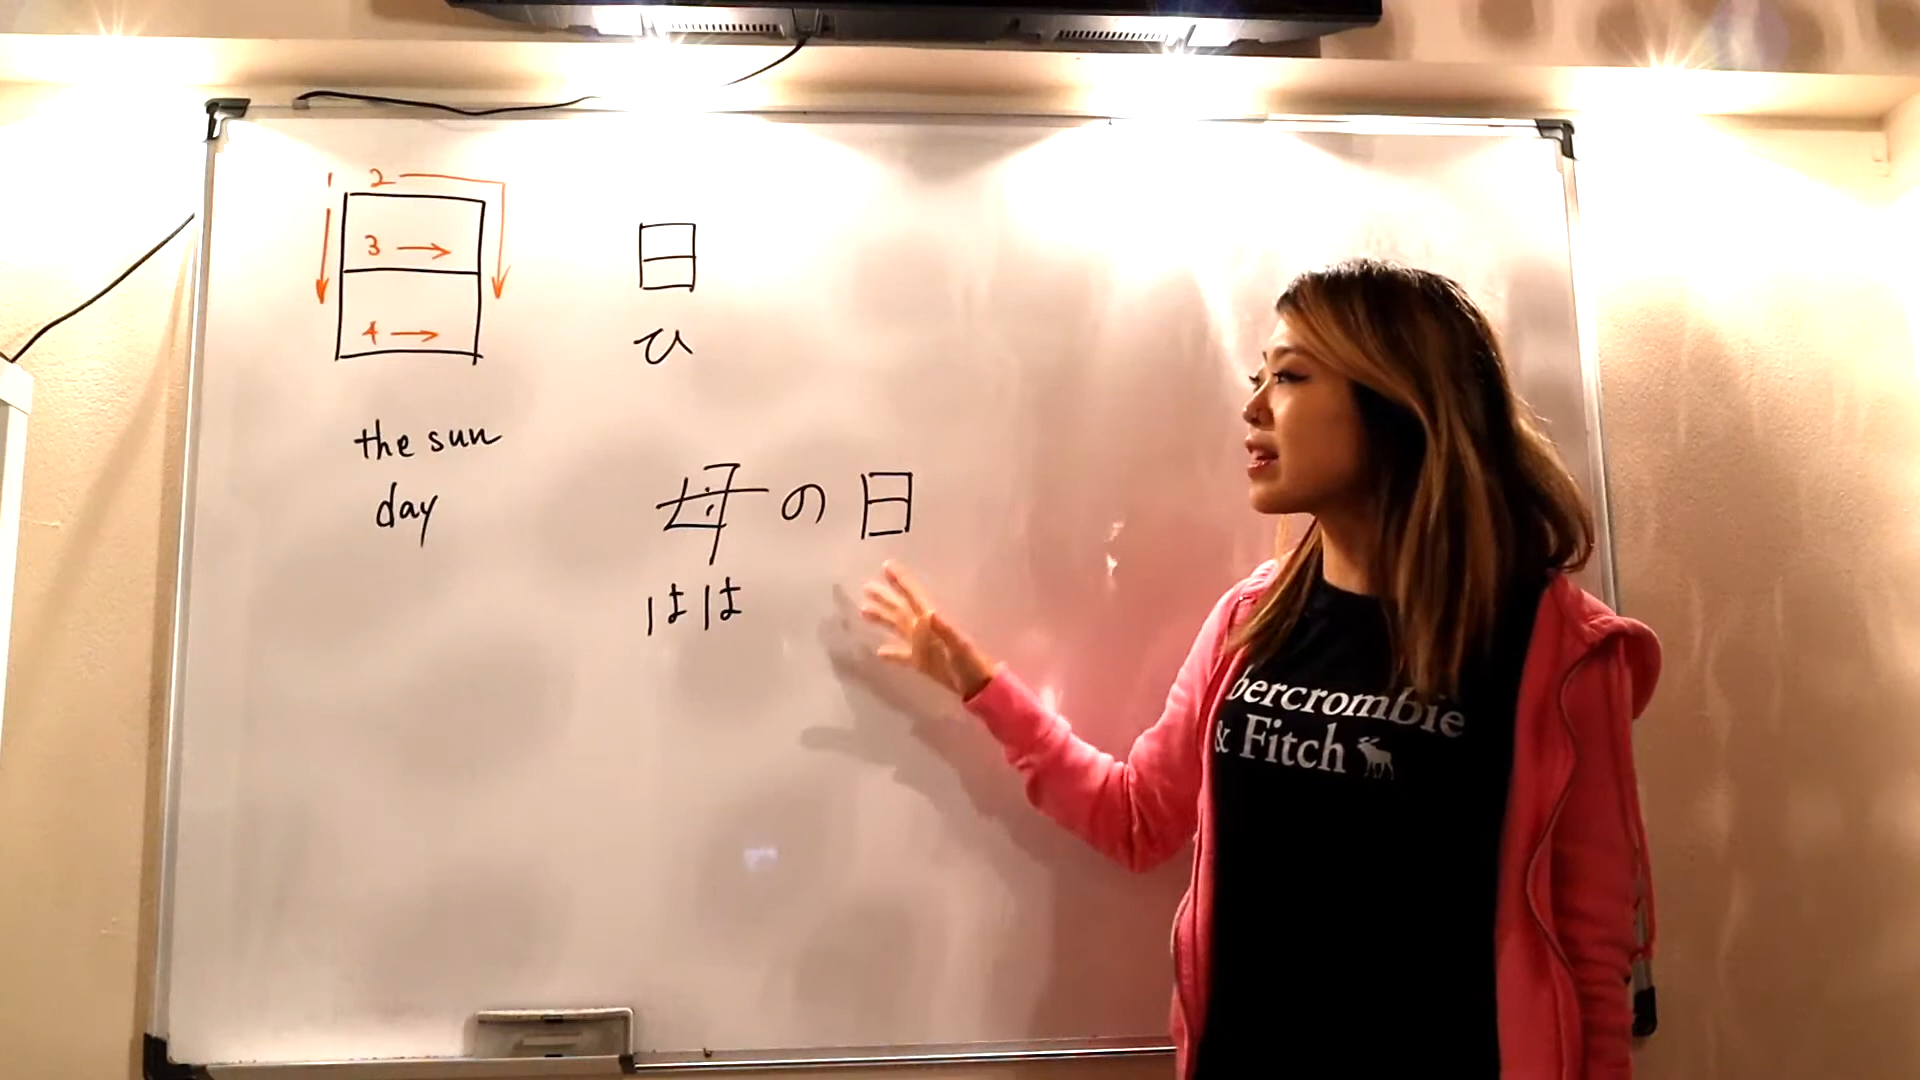 1 2
3
4
the sun
day
日
ひ
母の日
はは
bercrombie
& Fitch